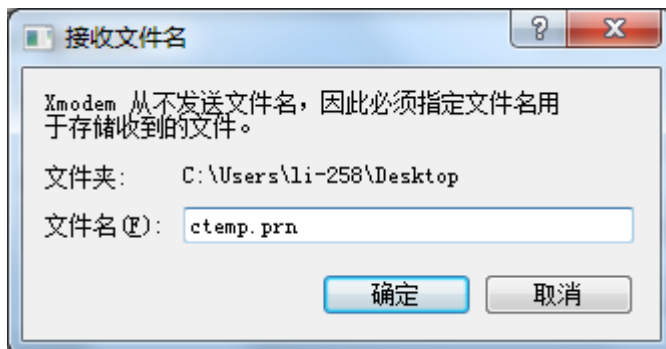 接收文件名
Xmodem 从不发送文件名，因此必须指定文件名用
于存储收到的文件。
文件夹: C:\Users\li-258\Desktop
文件名(F): ctemp.prn
确定 取消